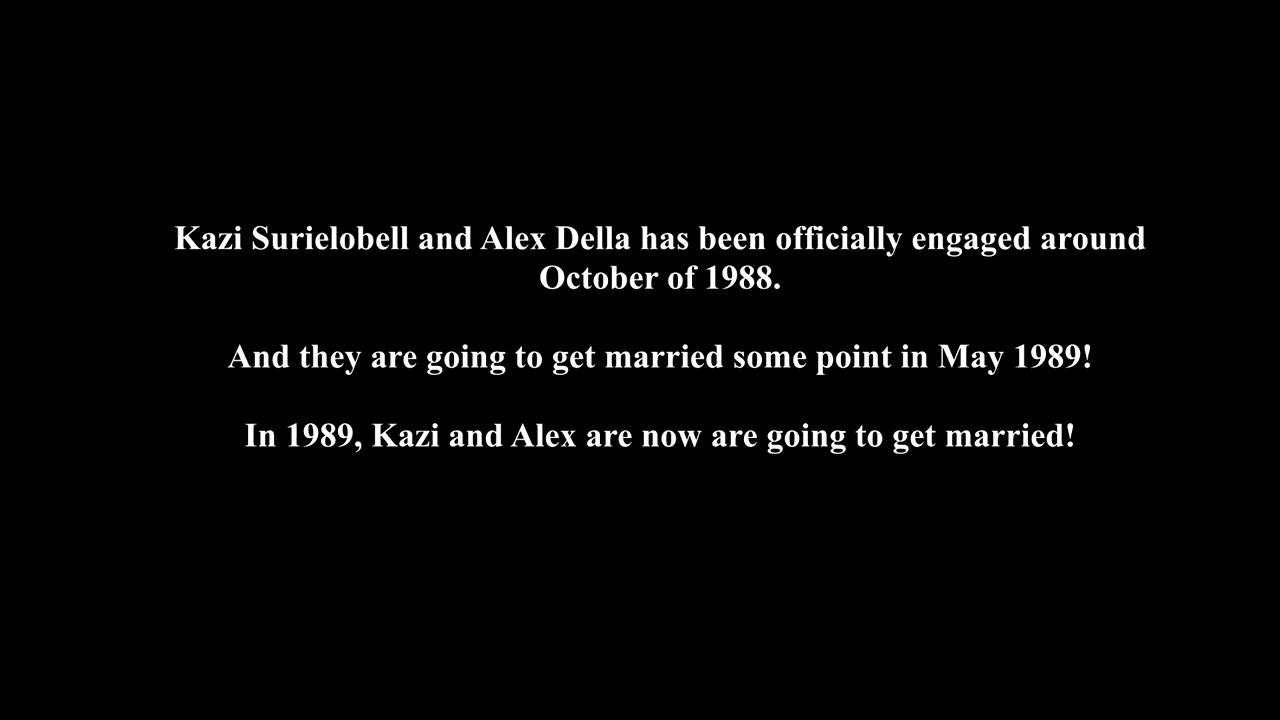 Kazi Surielobell and Alex Della has been officially engaged around
October of 1988.
And they are going to get married some point in May 1989!
In 1989, Kazi and Alex are now are going to get married!